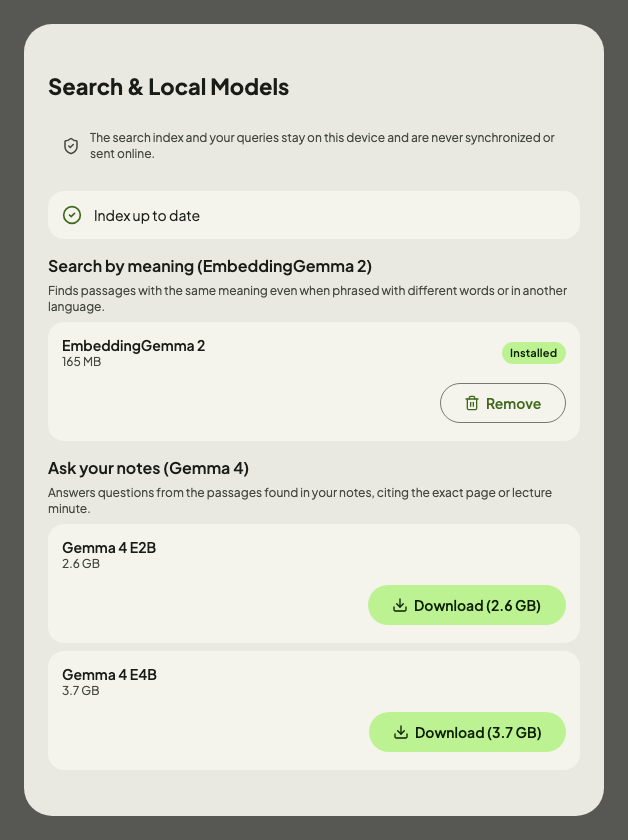 Search & Local Models
The search index and your queries stay on this device and are never synchronized or
sent online.
Index up to date
Search by meaning (EmbeddingGemma 2)
Finds passages with the same meaning even when phrased with different words or in another
language.
EmbeddingGemma 2
165 MB
Installed
Remove
Ask your notes (Gemma 4)
Answers questions from the passages found in your notes, citing the exact page or lecture
minute.
Gemma 4 E2B
2.6 GB
Download (2.6 GB)
Gemma 4 E4B
3.7 GB
Download (3.7 GB)